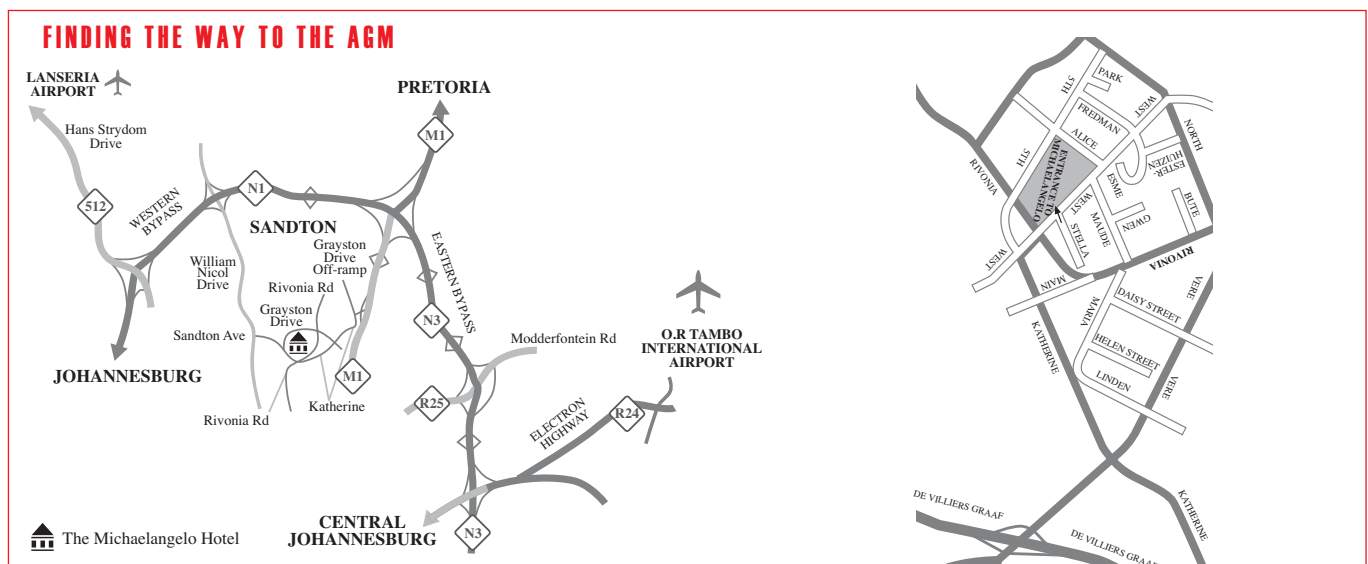 FINDING THE WAY TO THE AGM
LANSERIA
AIRPORT
Hans Strydom
Drive
512
WESTERN
BYPASS
N1
PRETORIA
M1
SANDTON
William
Nicol
Drive
Grayston
Drive
Off-ramp
Rivonia Rd
Grayston
Drive
Sandton Ave
EASTERN BYPASS
N3
Modderfontein Rd
O.R TAMBO
INTERNATIONAL
AIRPORT
JOHANNESBURG
M1
Katherine
Rivonia Rd
R25
ELECTRON
HIGHWAY
R24
CENTRAL
JOHANNESBURG
N3
The Michaelangelo Hotel
5TH
PARK
WEST
FREDMAN
ALICE
NORTH
5TH
RIVONIA
ENTRANCE TO
MICHAELANGELO
ESTER-
HUIZEN
ESME
WEST
MAUDE
GWEN
BUTE
STELLA
WEST
RIVONIA
MAIN
VERE
DAISY STREET
MARIA
KATHERINE
HELEN STREET
LINDEN
VERE
DE VILLIERS GRAAF
KATHERINE
DE VILLIERS GRAAF